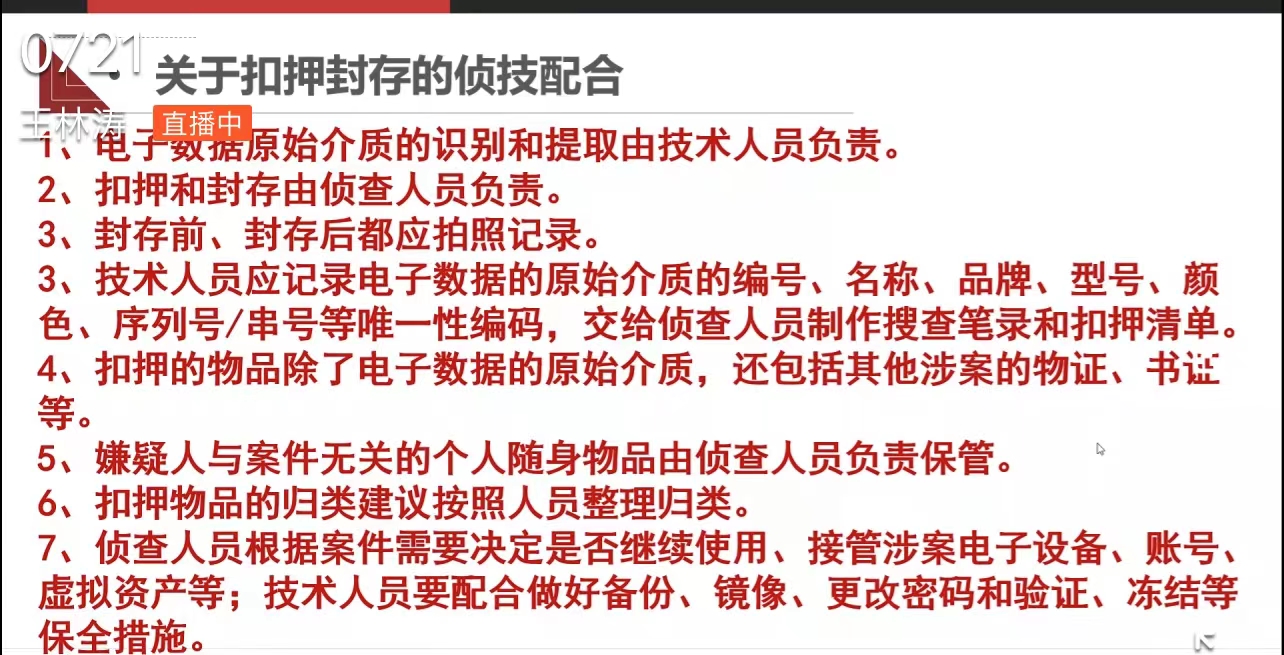 0721
关于扣押封存的侦技配合
王林涛
直播中
1、电子数据原始介质的识别和提取由技术人员负责。
2、扣押和封存由侦查人员负责。
3、封存前、封存后都应拍照记录。
3、技术人员应记录电子数据的原始介质的编号、名称、品牌、型号、颜
色、序列号/串号等唯一性编码，交给侦查人员制作搜查笔录和扣押清单。
4、扣押的物品除了电子数据的原始介质，还包括其他涉案的物证、书证
等。
5、嫌疑人与案件无关的个人随身物品由侦查人员负责保管。
6、扣押物品的归类建议按照人员整理归类。
7、侦查人员根据案件需要决定是否继续使用、接管涉案电子设备、账号、
虚拟资产等；技术人员要配合做好备份、镜像、更改密码和验证、冻结等
保全措施。